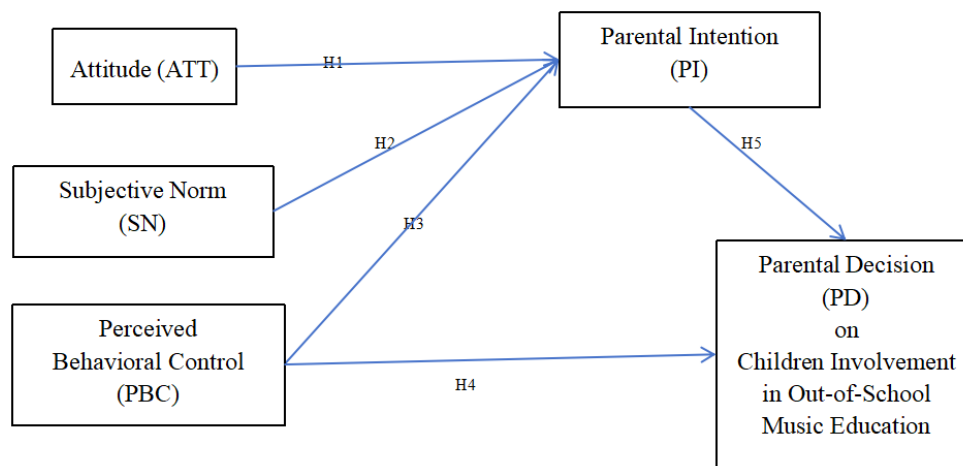 Attitude (ATT)
H1
Parental Intention
(PI)
H2
H5
Subjective Norm
(SN)
H3
Parental Decision
(PD)
on
Children Involvement
in Out-of-School
Music Education
Perceived
Behavioral Control
(PBC)
H4